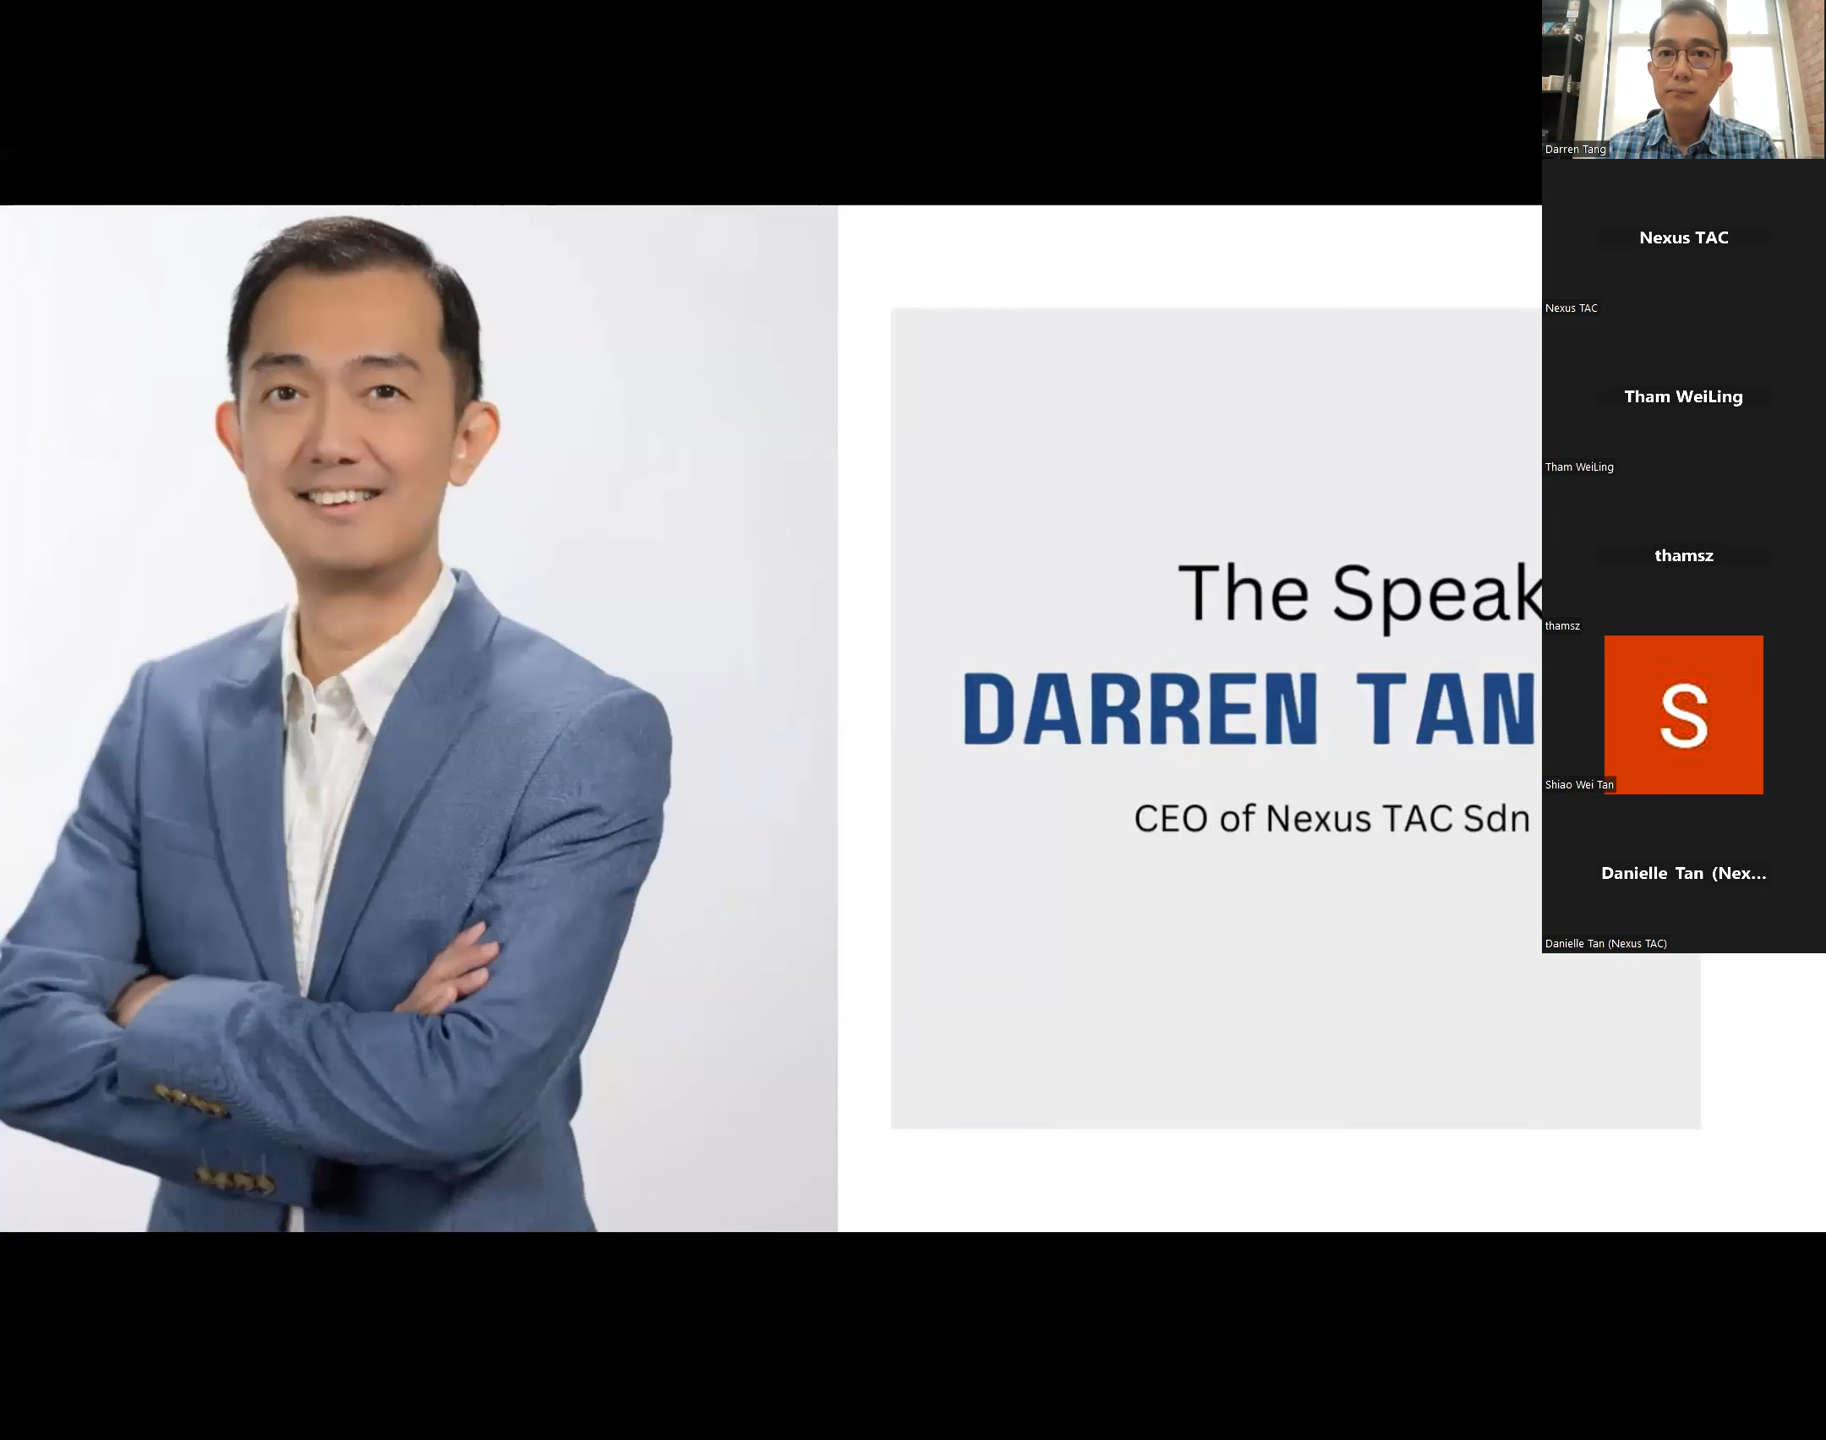 The Speak
DARREN TAN
CEO of Nexus TAC Sdn
Darren Tang
Nexus TAC
Nexus TAC
Tham WeiLing
Tham WeiLing
thamsz
thamsz
S
Shiao Wei Tan
Danielle Tan (Nex...
Danielle Tan (Nexus TAC)